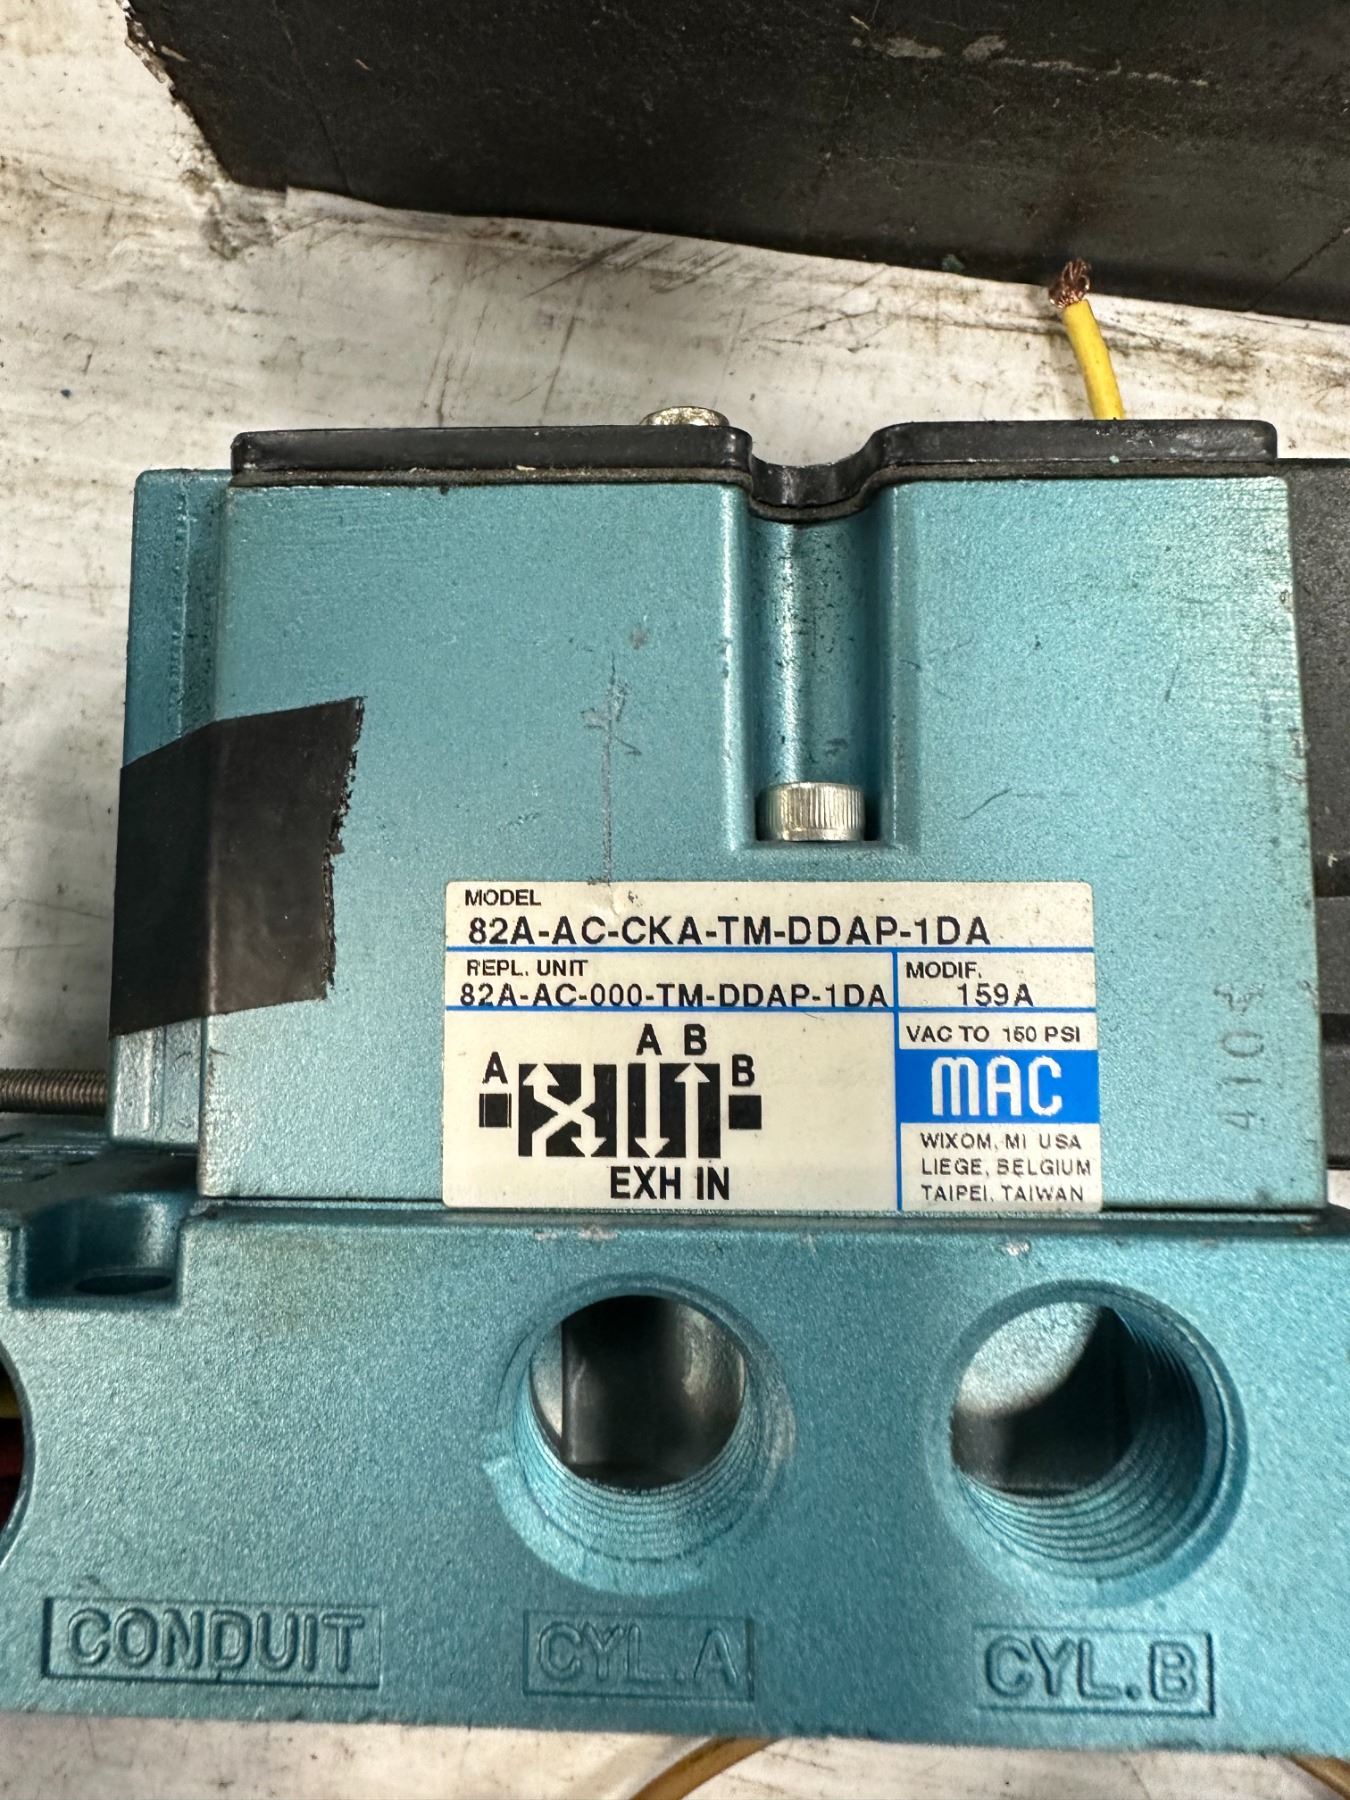 MODEL
82A-AC-CKA-TM-DDAP-1DA
REPL. UNIT
82A-AC-000-TM-DDAP-1DA
MODIF.
159A
VAC TO 150 PSI
A B
A B
EXH IN
MAC
WIXOM, MI USA
LIEGE, BELGIUM
TAIPEI, TAIWAN
CONDUIT
CYL.A
CYL.B